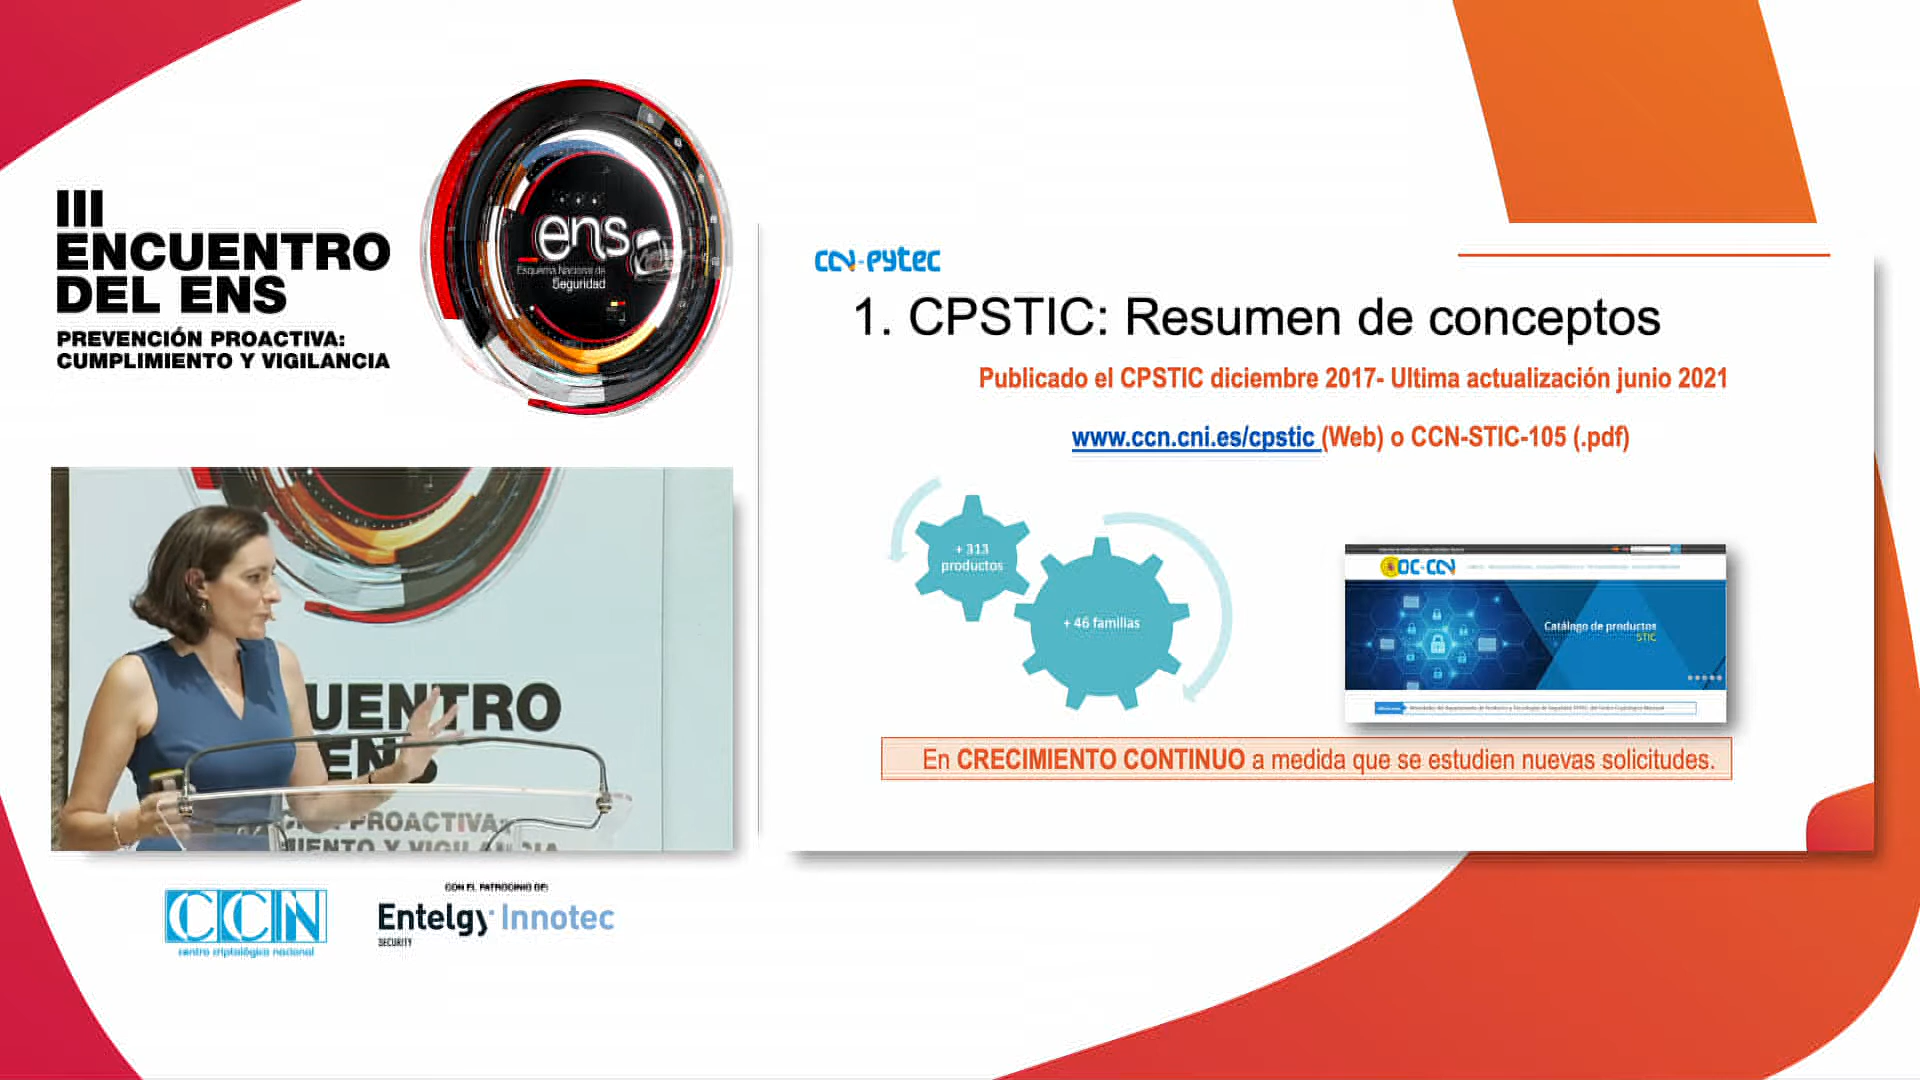 III
ENCUENTRO
DEL ENS
PREVENCIÓN PROACTIVA:
CUMPLIMIENTO Y VIGILANCIA
ens
Esquema Nacional de
Seguridad
UENTRO
ENS
PROACTIVA:
CCN
centro criptológico nacional
CON EL PATROCINIO DE:
Entelgy Innotec
SECURITY
CCN-pytec
1. CPSTIC: Resumen de conceptos
Publicado el CPSTIC diciembre 2017- Ultima actualización junio 2021
www.ccn.cni.es/cpstic (Web) o CCN-STIC-105 (.pdf)
+ 313
productos
+ 46 familias
OC-CCN
Catálogo de productos
STIC
En CRECIMIENTO CONTINUO a medida que se estudien nuevas solicitudes.